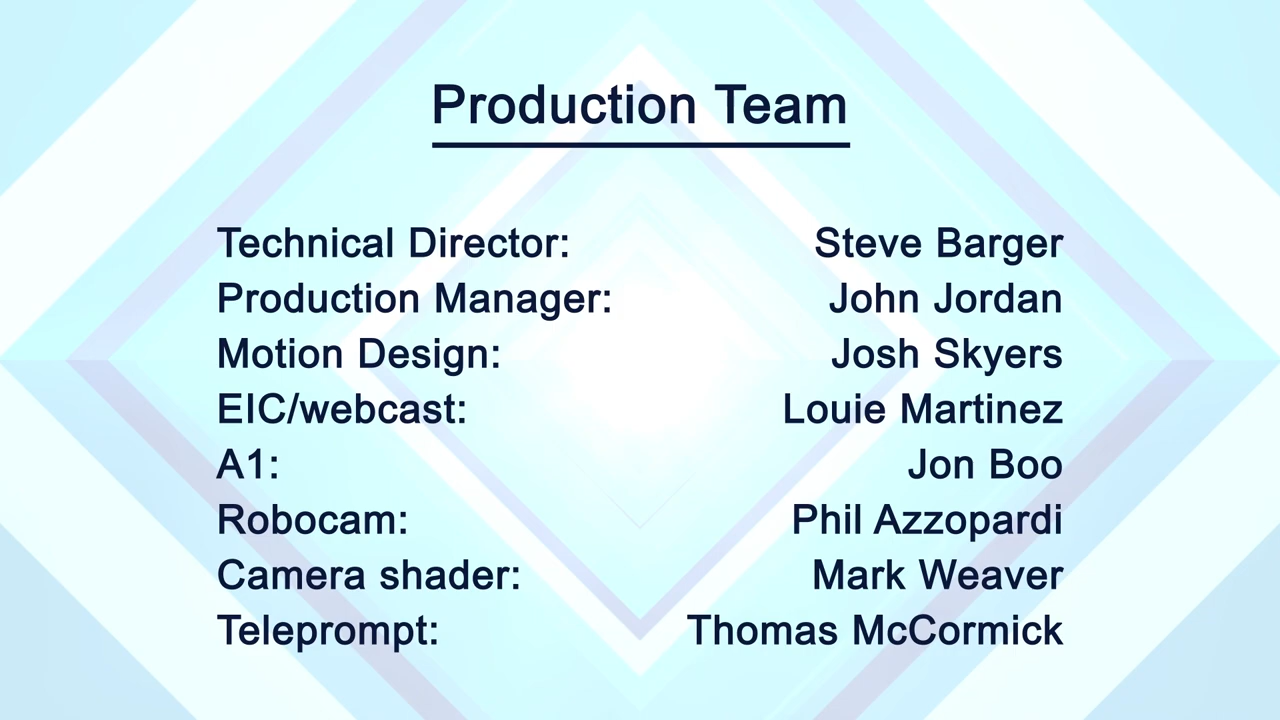 Production Team
Technical Director: Steve Barger
Production Manager: John Jordan
Motion Design: Josh Skyers
EIC/webcast: Louie Martinez
A1: Jon Boo
Robocam: Phil Azzopardi
Camera shader: Mark Weaver
Teleprompt: Thomas McCormick